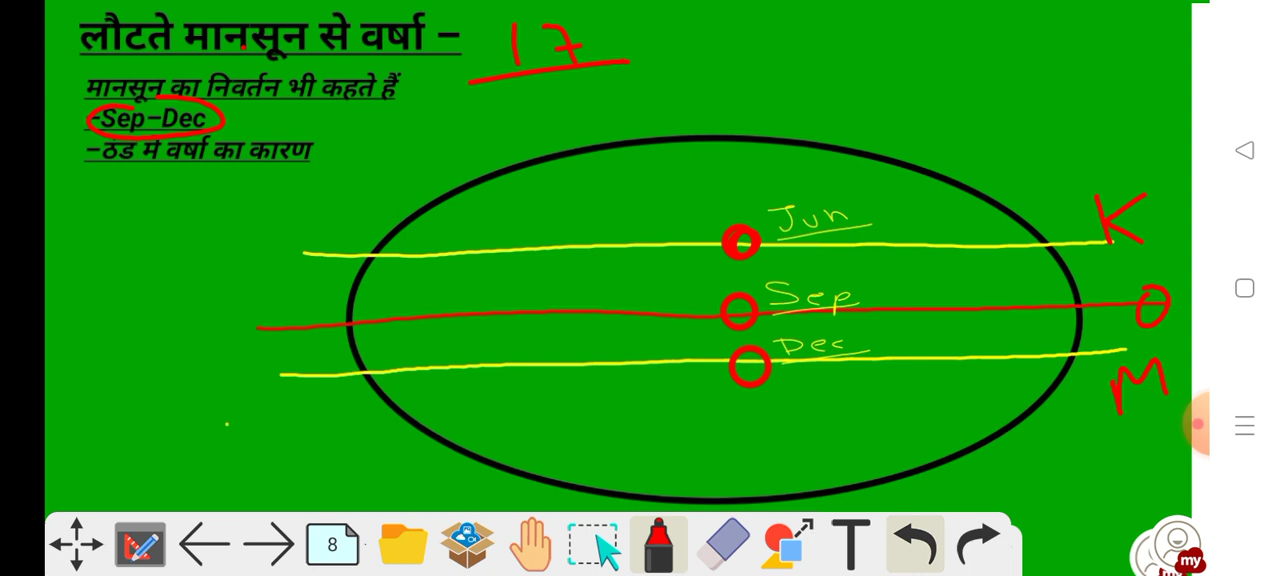 लौटते मानसून से वर्षा –
17
मानसून का निवर्तन भी कहते हैं
-Sep–Dec
–ठंड मे वर्षा का कारण
Jun
K
Sep
O
Dec
M
8
T
my